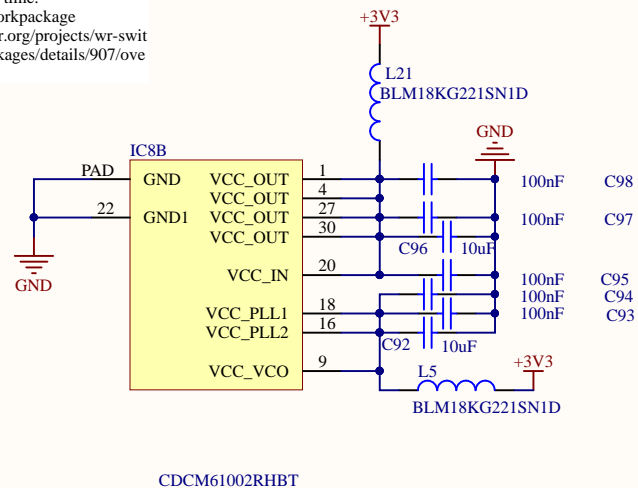 time.
orkpackage
r.org/projects/wr-swit
kages/details/907/ove
+3V3
L21
BLM18KG221SN1D
GND
IC8B
PAD GND VCC_OUT 1 100nF C98
VCC_OUT 4
22 GND1 VCC_OUT 27 100nF C97
VCC_OUT 30 C96 10uF
GND VCC_IN 20 100nF C95
100nF C94
VCC_PLL1 18 100nF C93
VCC_PLL2 16 C92 10uF
VCC_VCO 9 L5 +3V3
BLM18KG221SN1D
CDCM61002RHBT